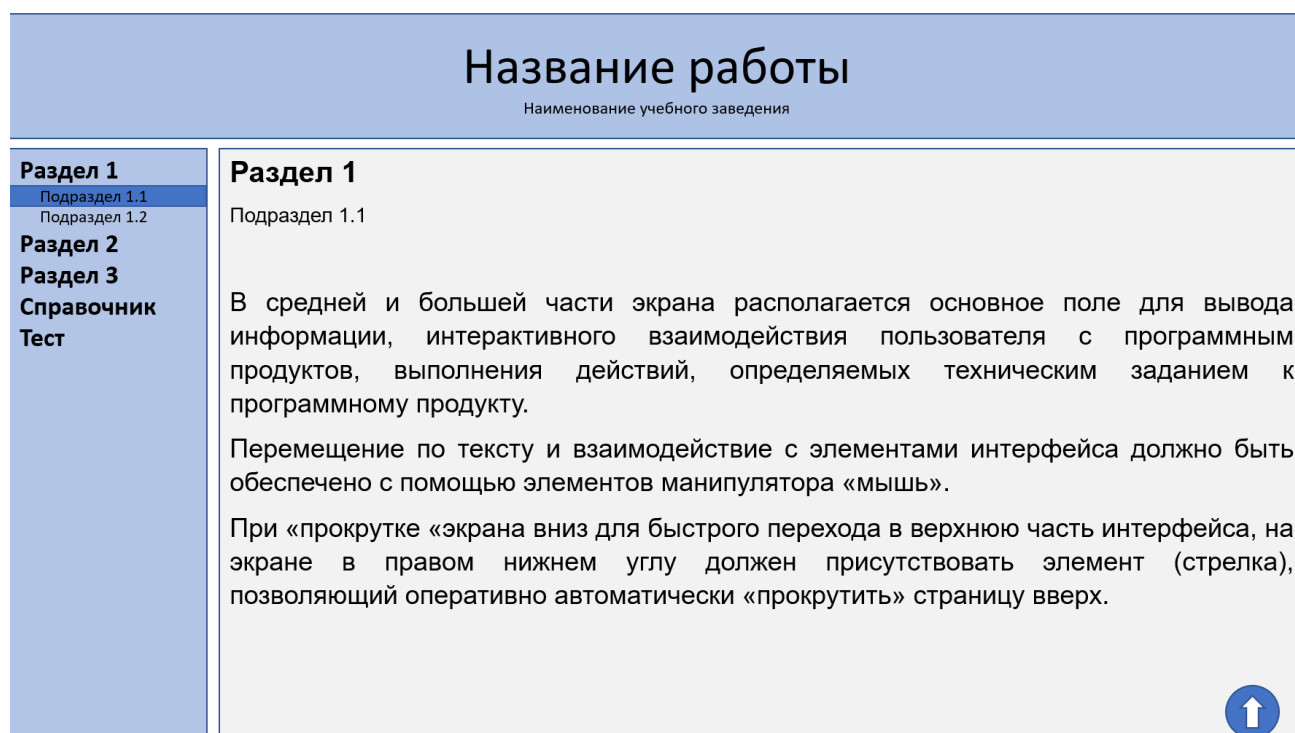 Название работы
Наименование учебного заведения
Раздел 1
Подраздел 1.1
Подраздел 1.2
Раздел 2
Раздел 3
Справочник
Тест
Раздел 1
Подраздел 1.1
В средней и большей части экрана располагается основное поле для вывода
информации, интерактивного взаимодействия пользователя с программным
продуктов, выполнения действий, определяемых техническим заданием к
программному продукту.
Перемещение по тексту и взаимодействие с элементами интерфейса должно быть
обеспечено с помощью элементов манипулятора «мышь».
При «прокрутке «экрана вниз для быстрого перехода в верхнюю часть интерфейса, на
экране в правом нижнем углу должен присутствовать элемент (стрелка),
позволяющий оперативно автоматически «прокрутить» страницу вверх.